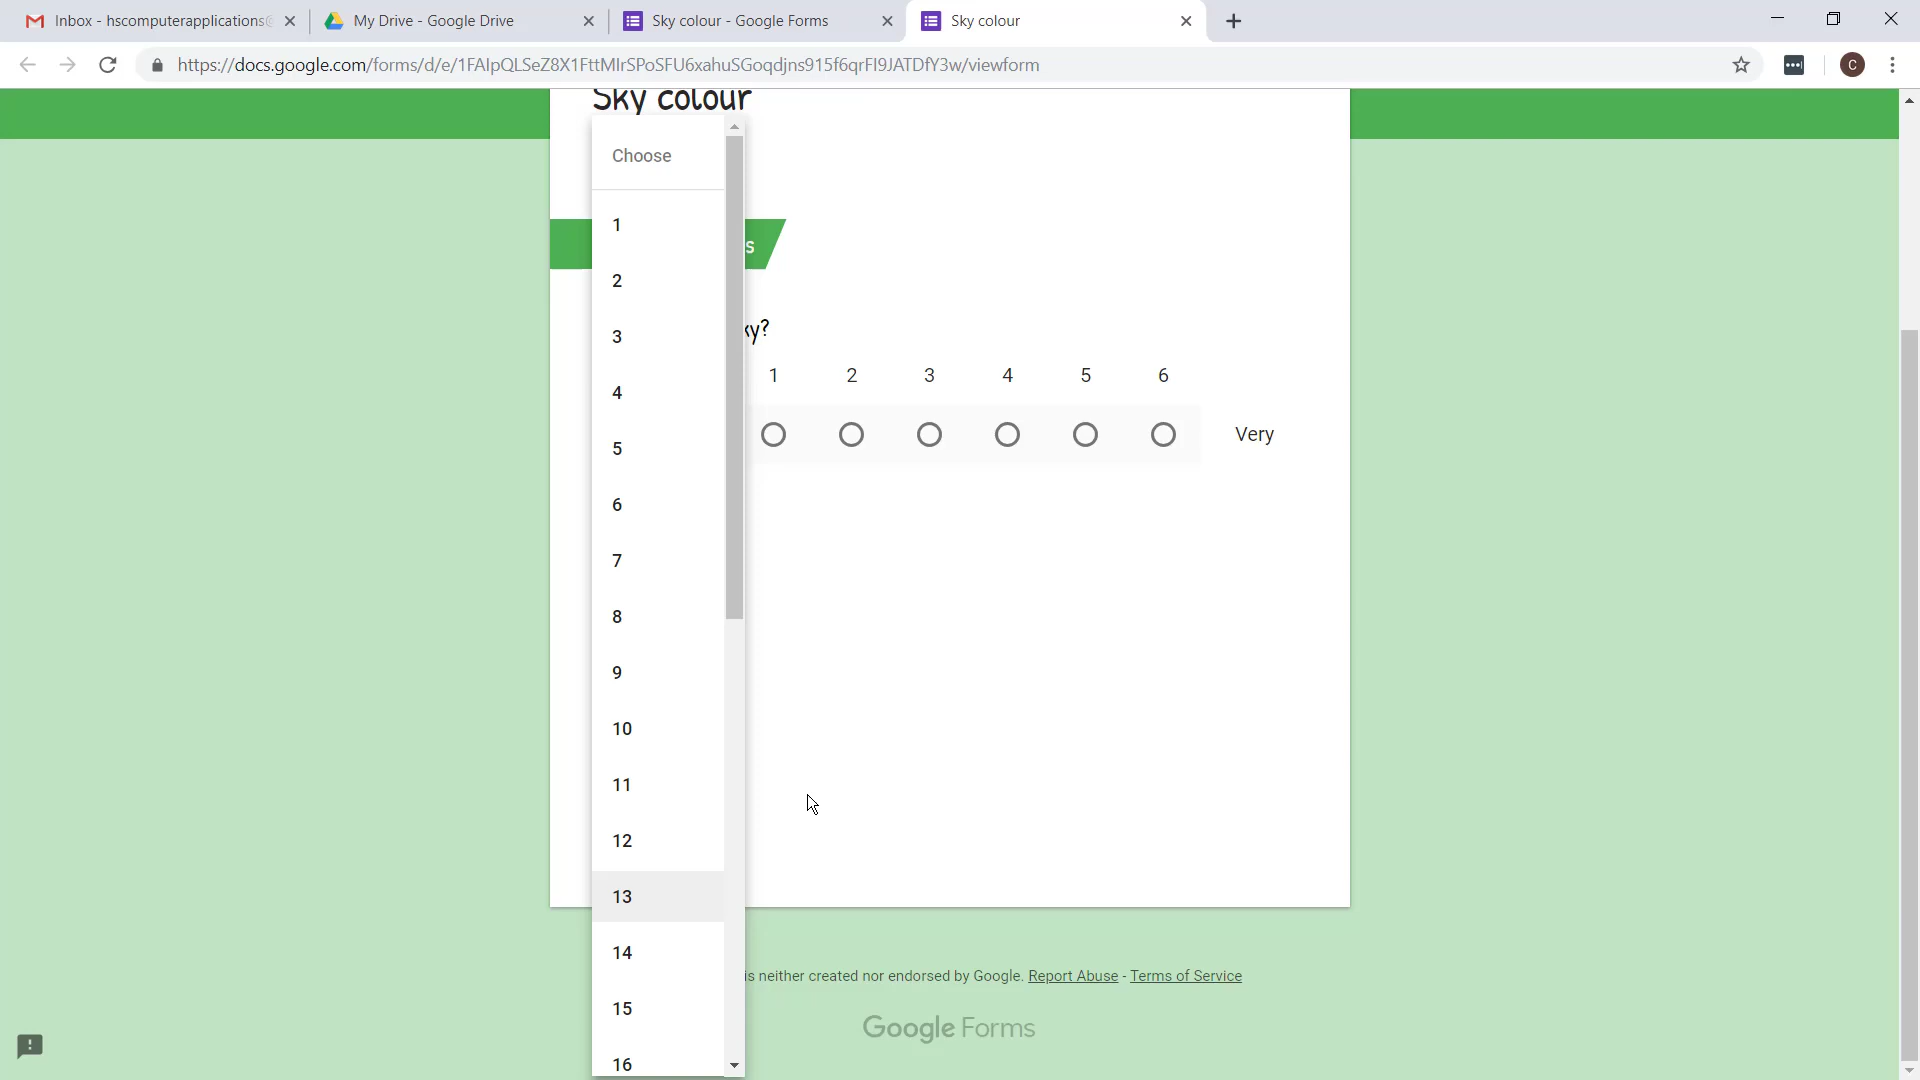 Inbox - hscomputerapplications@
My Drive - Google Drive
Sky colour - Google Forms
Sky colour
https://docs.google.com/forms/d/e/1FAIpQLSeZ8X1FttMIrSPoSFU6xahuSGoqdjns915f6qrFI9JATDfY3w/viewform
C
Sky colour
Choose
1
2
3
4
5
6
7
8
9
10
11
12
13
14
15
16
1 2 3 4 5 6
Very
is neither created nor endorsed by Google. Report Abuse - Terms of Service
Google Forms